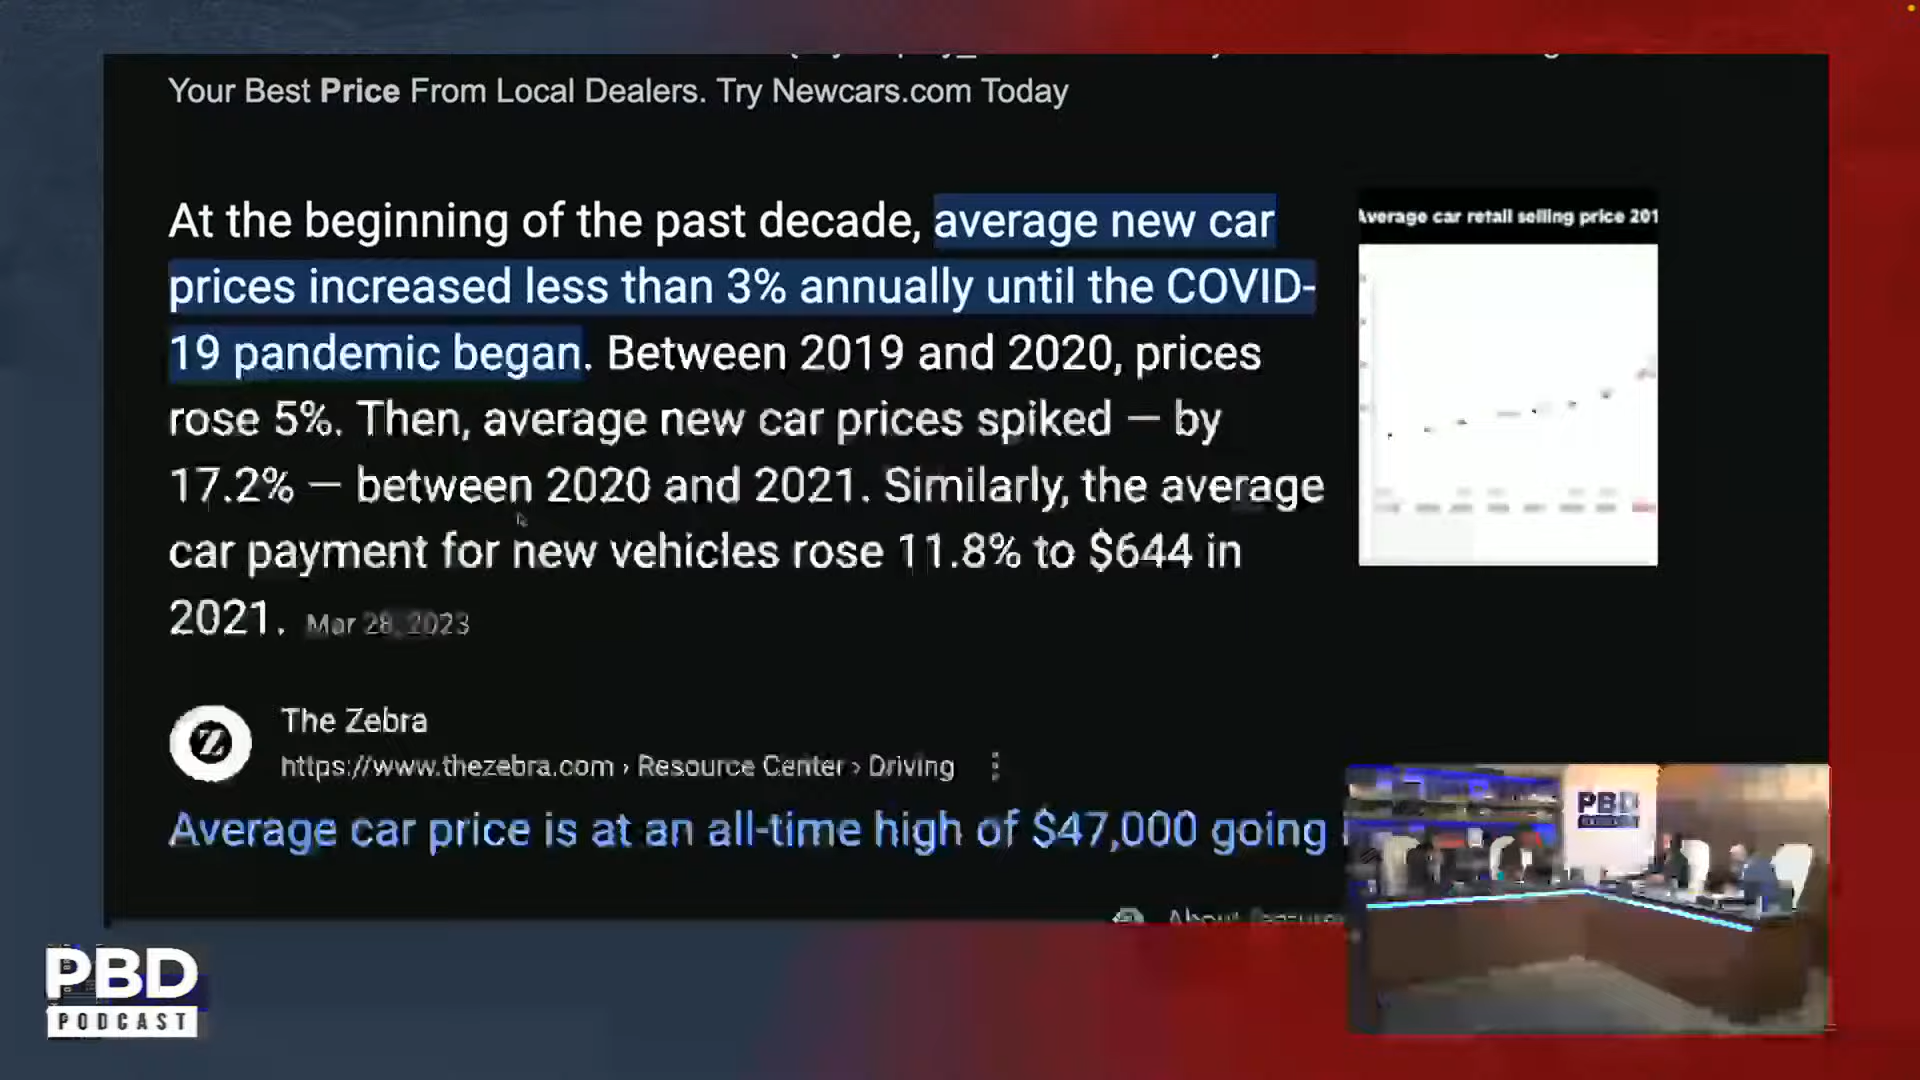 Your Best Price From Local Dealers. Try Newcars.com Today
At the beginning of the past decade, average new car
prices increased less than 3% annually until the COVID-
19 pandemic began. Between 2019 and 2020, prices
rose 5%. Then, average new car prices spiked — by
17.2% — between 2020 and 2021. Similarly, the average
car payment for new vehicles rose 11.8% to $644 in
2021. Mar 28, 2023
Average car retail selling price 201
The Zebra
https://www.thezebra.com › Resource Center › Driving
Average car price is at an all-time high of $47,000 going
About
PBD
PBD
PODCAST